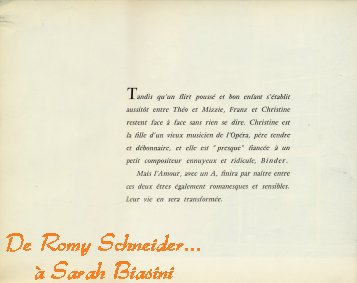 Tandis qu'un flirt poussé et bon enfant s'établit
aussitôt entre Théo et Mizzie, Franz et Christine
restent face à face sans rien se dire. Christine est
la fille d'un vieux musicien de l'Opéra, père tendre
et débonnaire, et elle est "presque" fiancée à un
petit compositeur ennuyeux et ridicule, Binder.
Mais l'Amour, avec un A, finira par naître entre
ces deux êtres également romanesques et sensibles.
Leur vie en sera transformée.
De Romy Schneider...
à Sarah Biasini